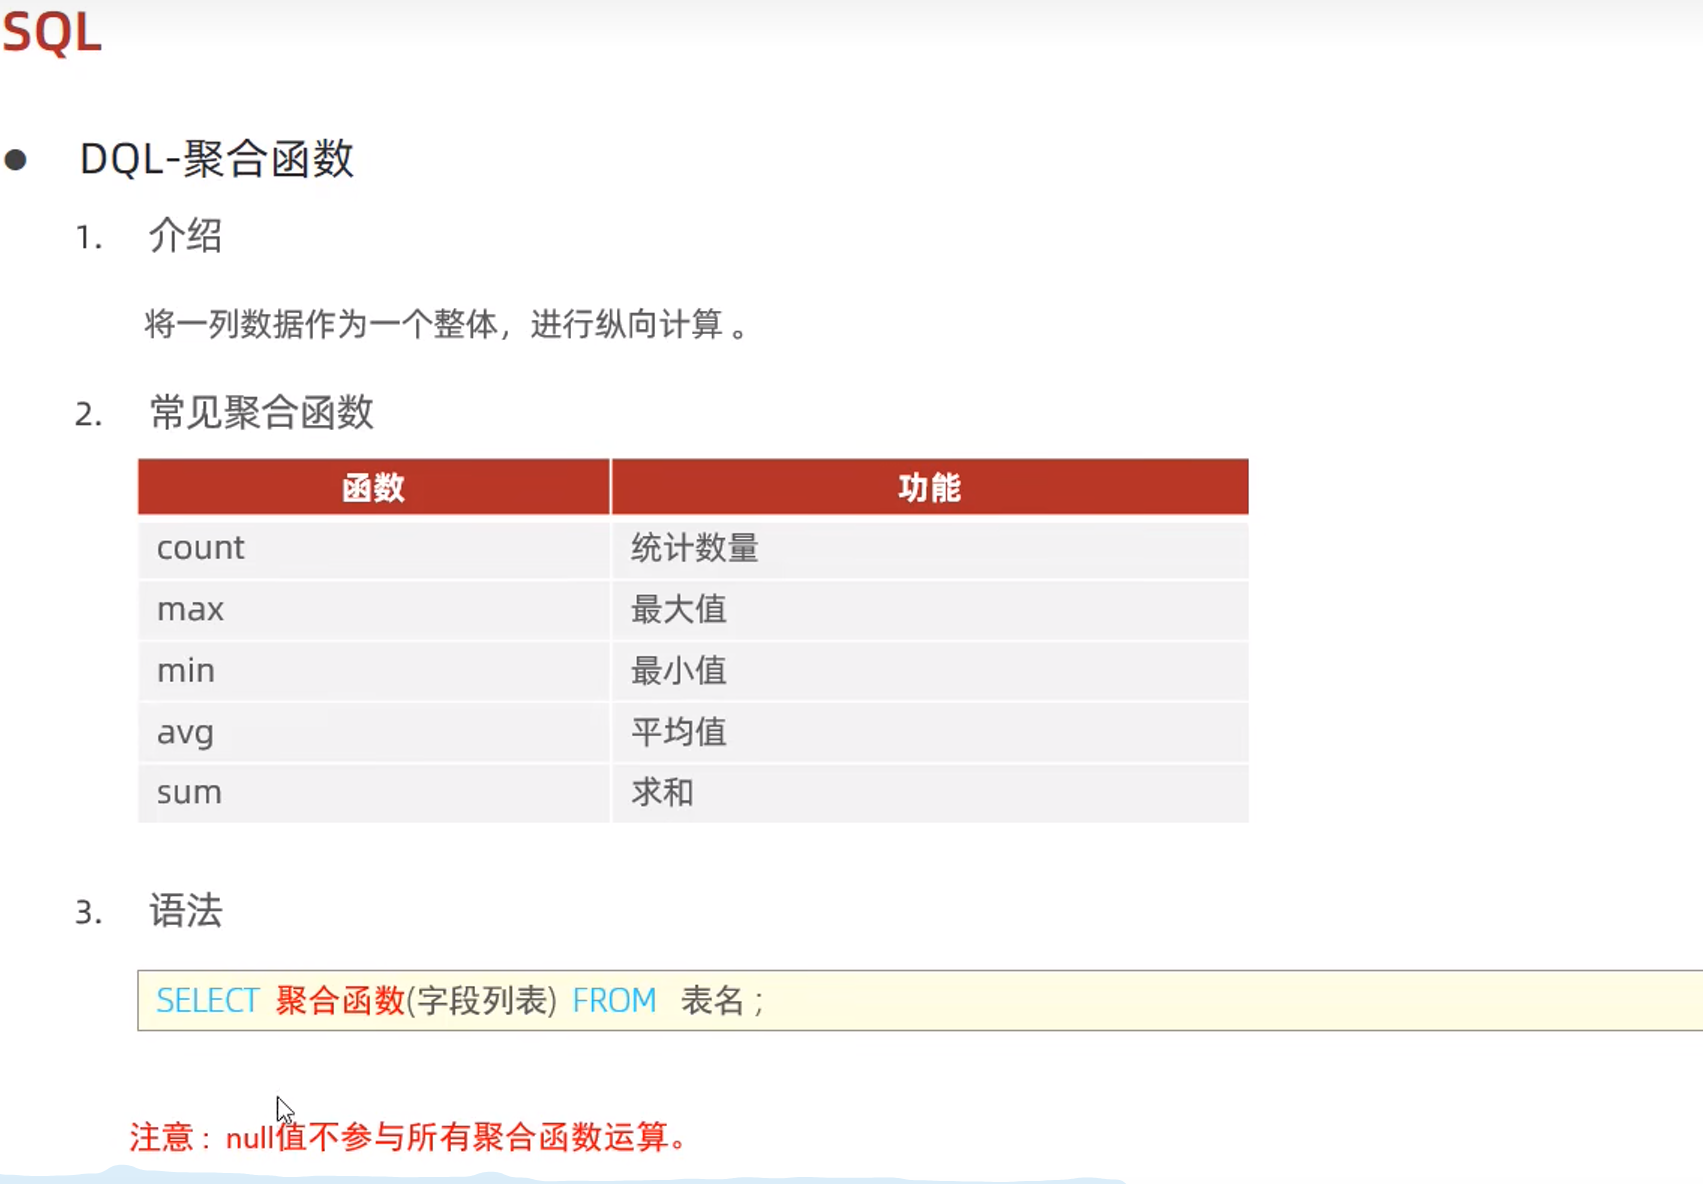 SQL
● DQL-聚合函数
1. 介绍
将一列数据作为一个整体，进行纵向计算 。
2. 常见聚合函数
函数 功能
count 统计数量
max 最大值
min 最小值
avg 平均值
sum 求和
3. 语法
SELECT 聚合函数(字段列表) FROM 表名 ;
注意 : null值不参与所有聚合函数运算。